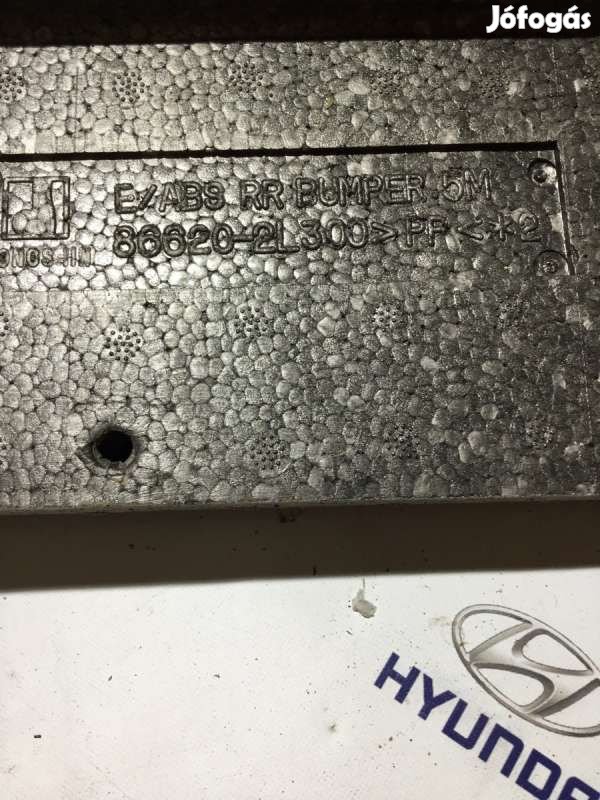 Jófogás
E/ABS RR BUMPER 5M
86620-2L300>PP<*2
HYUNDAI